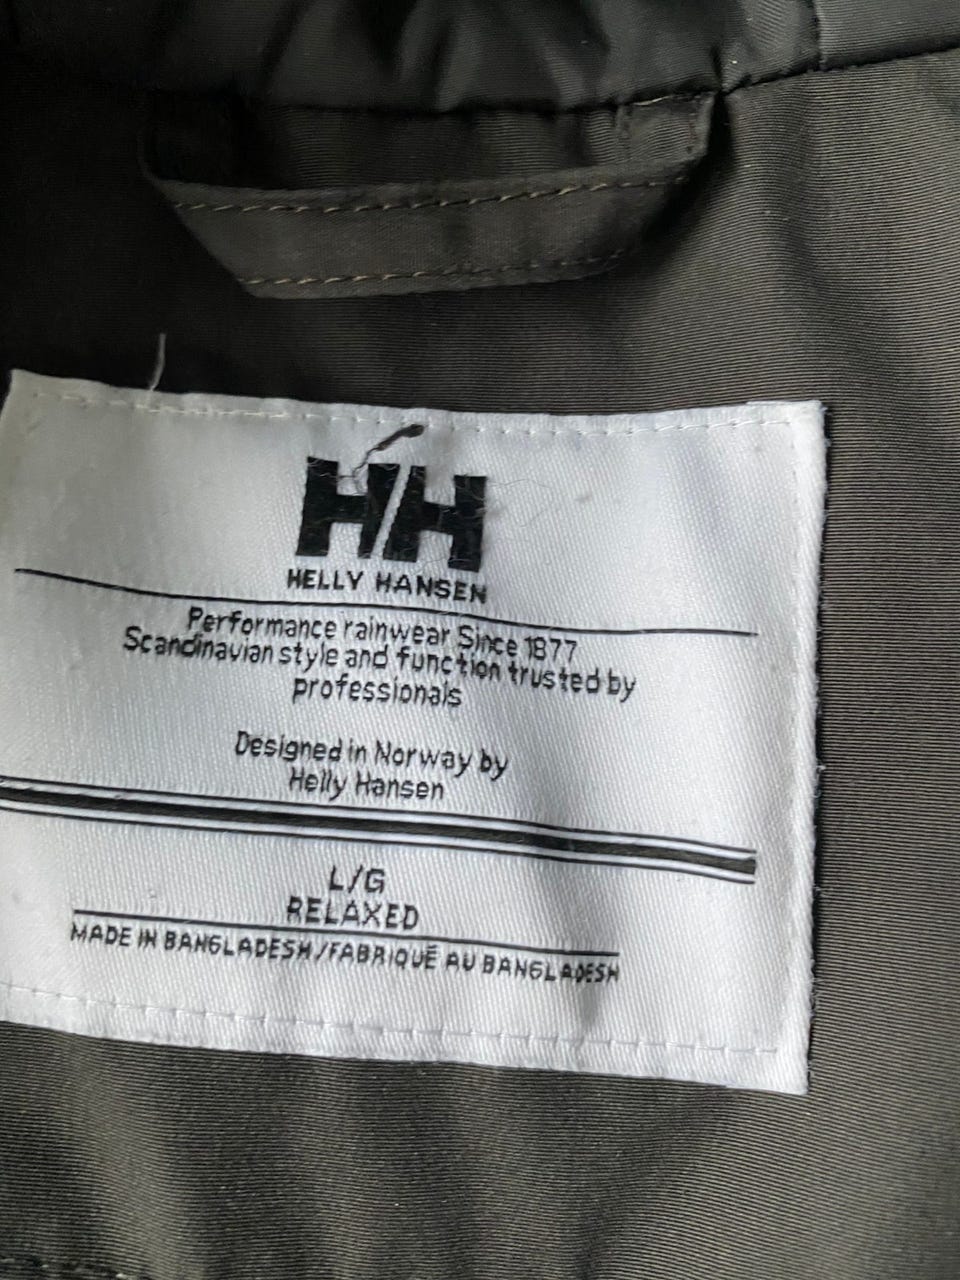 HH
HELLY HANSEN
Performance rainwear Since 1877
Scandinavian style and function trusted by
professionals
Designed in Norway by
Helly Hansen
L/G
RELAXED
MADE IN BANGLADESH/FABRIQUÉ AU BANGLADESH